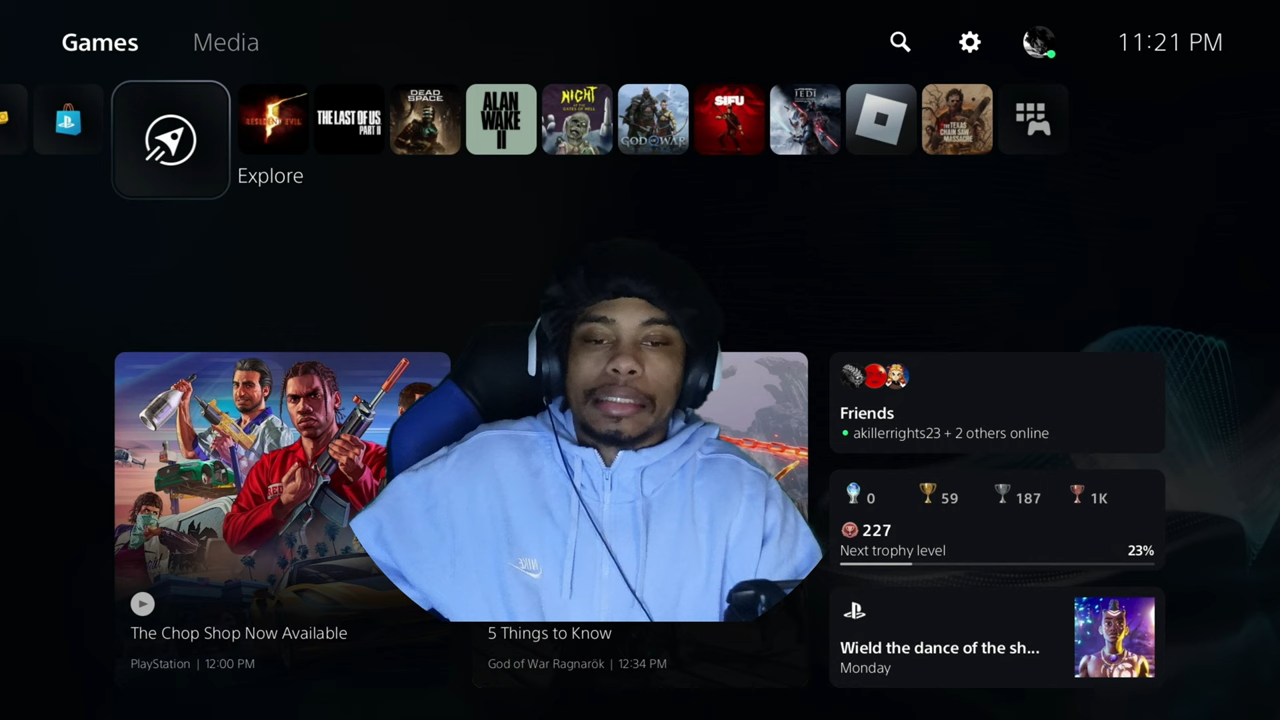 Games
Media
11:21 PM
RESIDENT EVIL
THE LAST OF US
PART II
DEAD
SPACE
ALAN
WAKE
II
NIGHT
AT THE
GATES OF HELL
GOD OF WAR
SIFU
JEDI
THE TEXAS
CHAIN SAW
MASSACRE
Explore
Friends
akillerrights23 + 2 others online
0
59
187
1K
227
Next trophy level
23%
NIKE
The Chop Shop Now Available
PlayStation | 12:00 PM
5 Things to Know
God of War Ragnarök | 12:34 PM
Wield the dance of the sh...
Monday